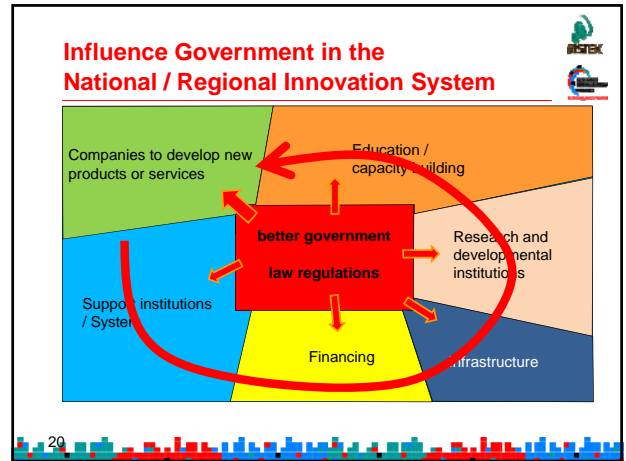 Influence Government in the
National / Regional Innovation System
Companies to develop new
products or services
Education /
capacity building
better government
law regulations
Research and
developmental
institutions
Support institutions
/ System
Financing
Infrastructure
20